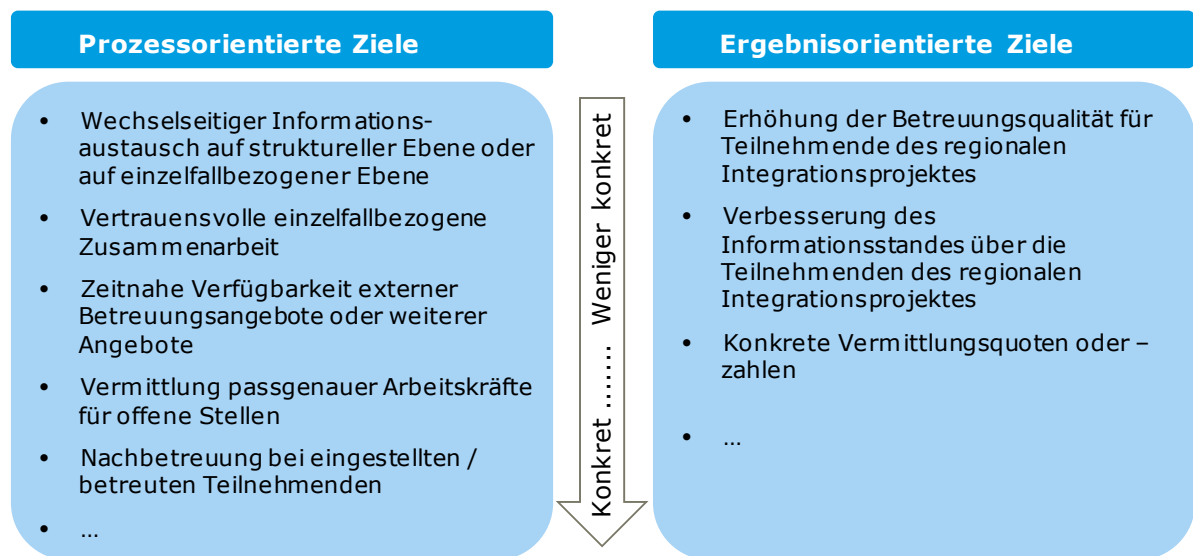 Prozessorientierte Ziele
• Wechselseitiger Informations-
austausch auf struktureller Ebene oder
auf einzelfallbezogener Ebene
• Vertrauensvolle einzelfallbezogene
Zusammenarbeit
• Zeitnahe Verfügbarkeit externer
Betreuungsangebote oder weiterer
Angebote
• Vermittlung passgenauer Arbeitskräfte
für offene Stellen
• Nachbetreuung bei eingestellten /
betreuten Teilnehmenden
• ...
Konkret ....... Weniger konkret
Ergebnisorientierte Ziele
• Erhöhung der Betreuungsqualität für
Teilnehmende des regionalen
Integrationsprojektes
• Verbesserung des
Informationsstandes über die
Teilnehmenden des regionalen
Integrationsprojektes
• Konkrete Vermittlungsquoten oder –
zahlen
• ...